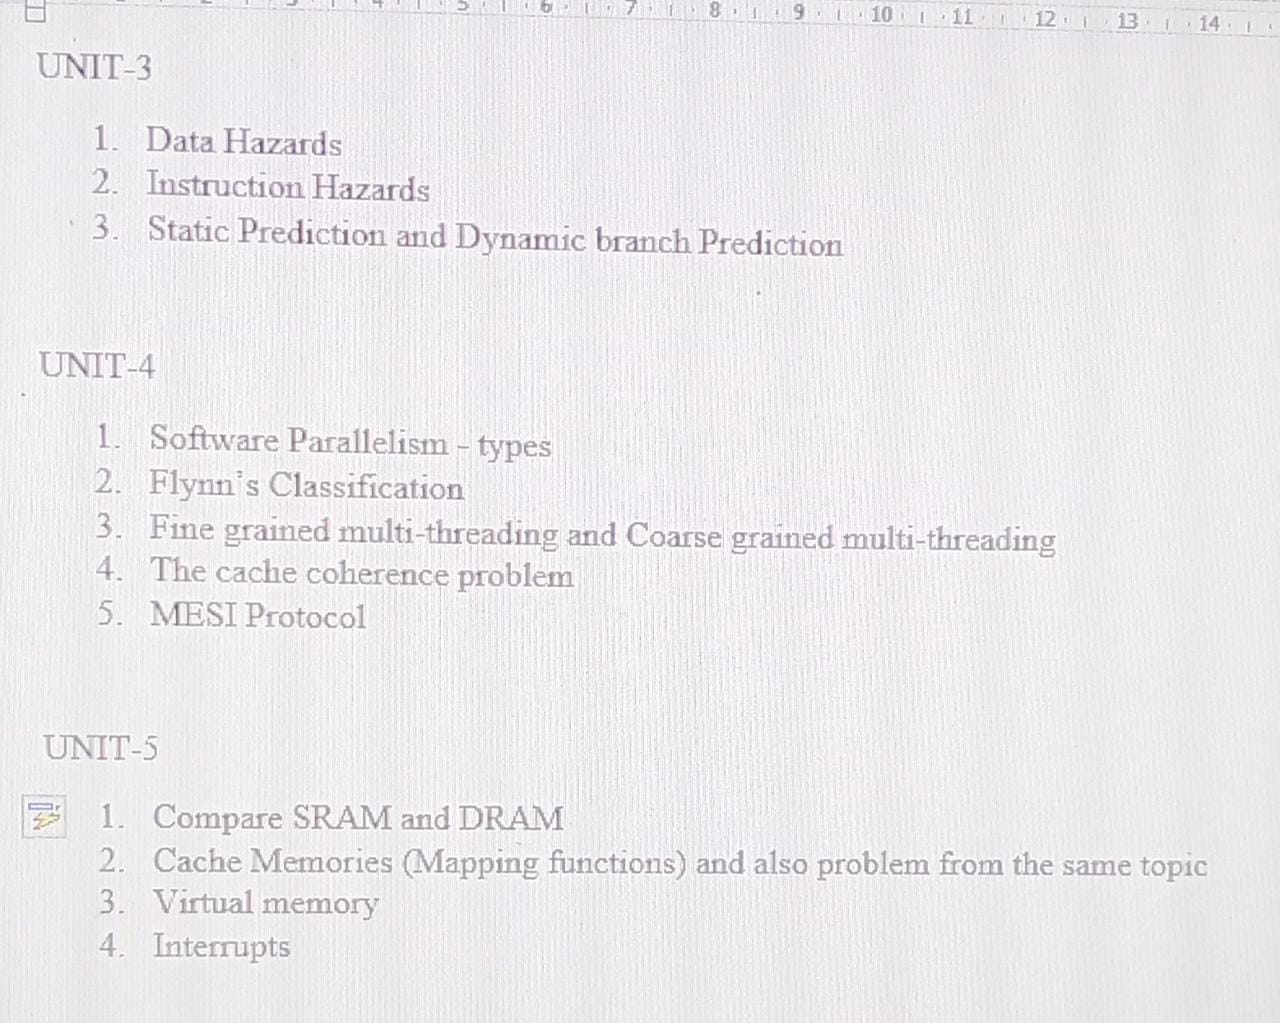 5 6 7 8 9 10 11 12 13 14
UNIT-3
1. Data Hazards
2. Instruction Hazards
3. Static Prediction and Dynamic branch Prediction
UNIT-4
1. Software Parallelism - types
2. Flynn's Classification
3. Fine grained multi-threading and Coarse grained multi-threading
4. The cache coherence problem
5. MESI Protocol
UNIT-5
1. Compare SRAM and DRAM
2. Cache Memories (Mapping functions) and also problem from the same topic
3. Virtual memory
4. Interrupts